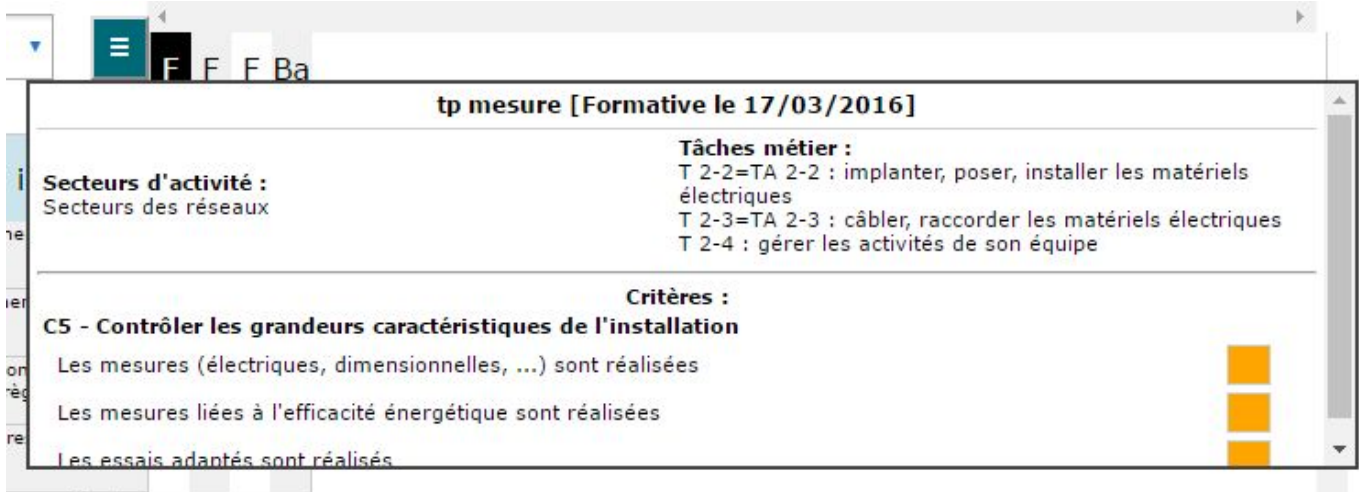 F F F Ba
tp mesure [Formative le 17/03/2016]
Secteurs d'activité :
Secteurs des réseaux
Tâches métier :
T 2-2=TA 2-2 : implanter, poser, installer les matériels
électriques
T 2-3=TA 2-3 : câbler, raccorder les matériels électriques
T 2-4 : gérer les activités de son équipe
Critères :
C5 - Contrôler les grandeurs caractéristiques de l'installation
Les mesures (électriques, dimensionnelles, ...) sont réalisées
Les mesures liées à l'efficacité énergétique sont réalisées
Les essais adaptés sont réalisés